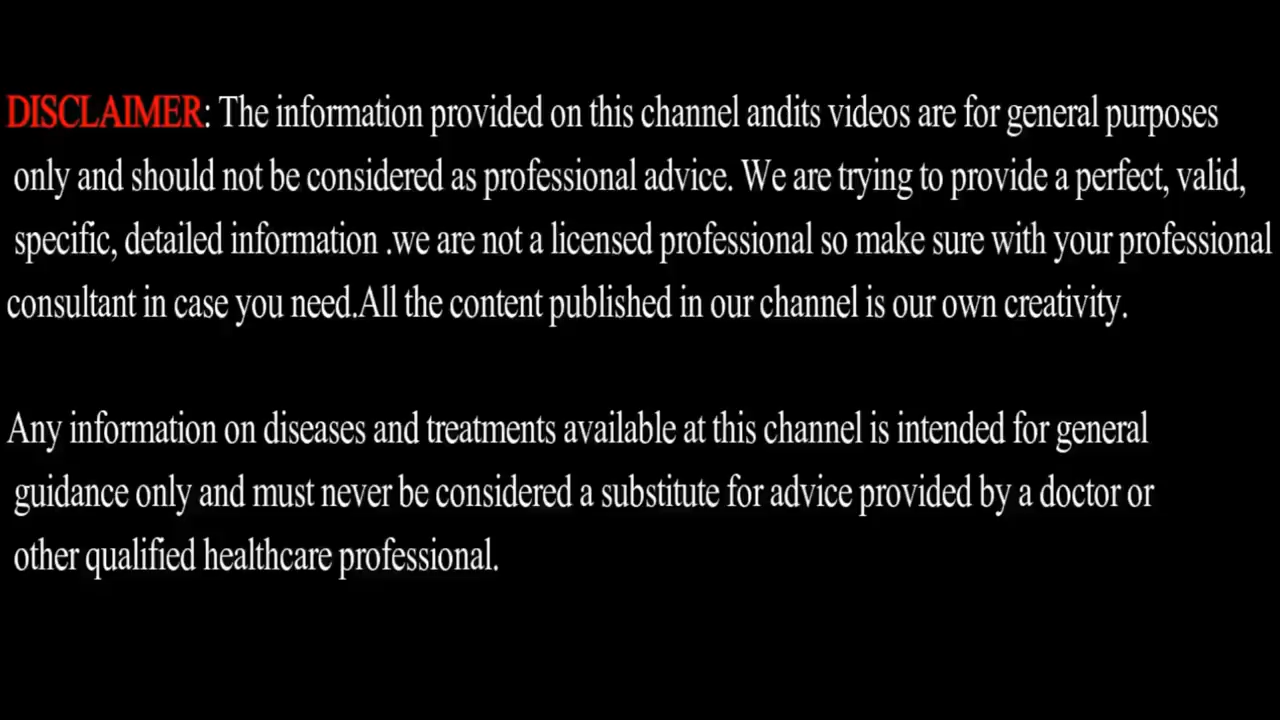 DISCLAIMER: The information provided on this channel andits videos are for general purposes
only and should not be considered as professional advice. We are trying to provide a perfect, valid,
specific, detailed information .we are not a licensed professional so make sure with your professional
consultant in case you need.All the content published in our channel is our own creativity.
Any information on diseases and treatments available at this channel is intended for general
guidance only and must never be considered a substitute for advice provided by a doctor or
other qualified healthcare professional.